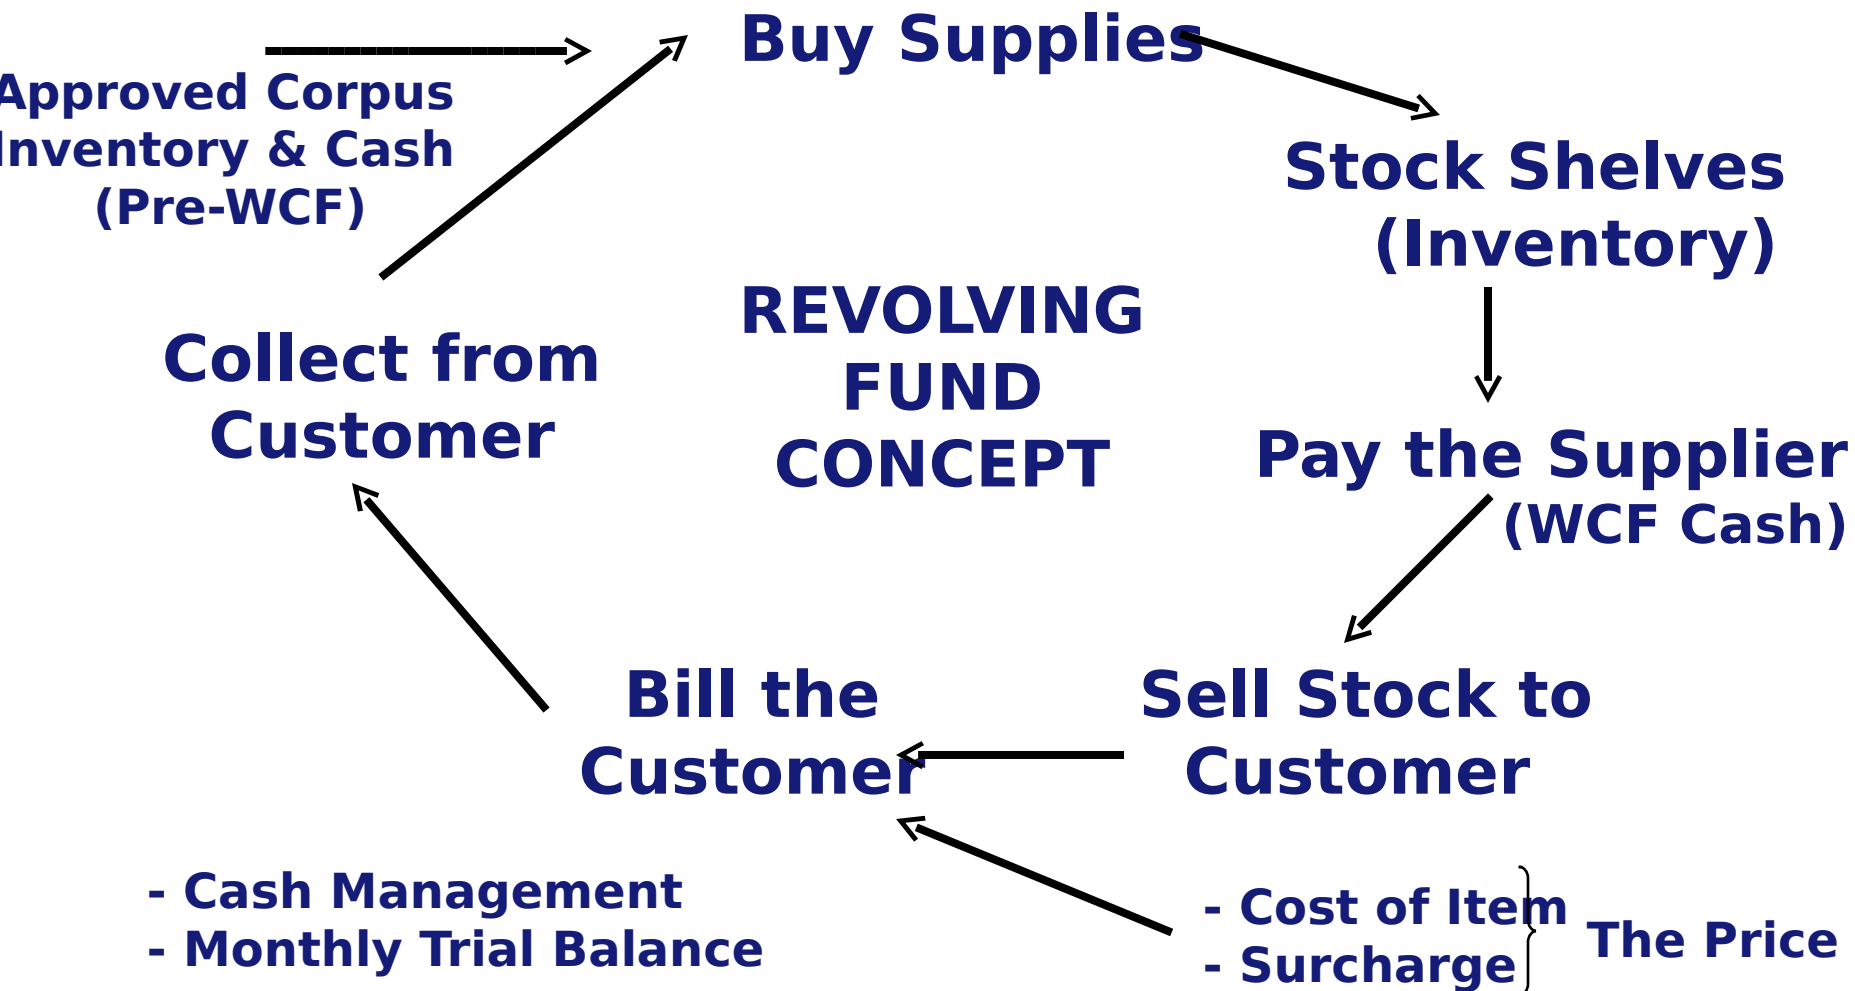 Buy Supplies
Approved Corpus
Inventory & Cash
(Pre-WCF)
Stock Shelves
(Inventory)
REVOLVING
FUND
CONCEPT
Collect from
Customer
Pay the Supplier
(WCF Cash)
Bill the
Customer
Sell Stock to
Customer
- Cash Management
- Monthly Trial Balance
- Cost of Item
- Surcharge
The Price